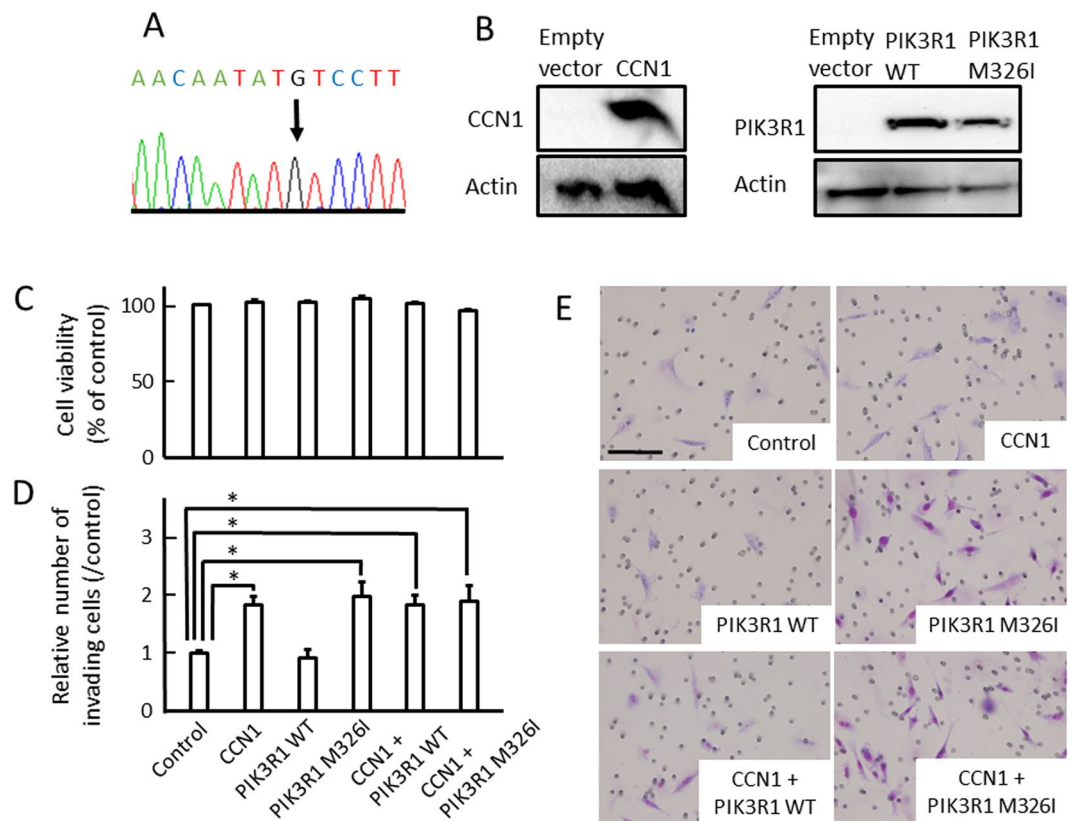 A
AACAATATGTCCTT
B
Empty
vector
CCN1
CCN1
Actin
Empty
vector
PIK3R1
WT
PIK3R1
M326I
PIK3R1
Actin
C
Cell viability
(% of control)
100
50
0
D
Relative number of
invading cells (/control)
3
2
1
0
*
*
*
*
Control
CCN1
PIK3R1 WT
PIK3R1 M326I
CCN1 +
PIK3R1 WT
CCN1 +
PIK3R1 M326I
E
Control
CCN1
PIK3R1 WT
PIK3R1 M326I
CCN1 +
PIK3R1 WT
CCN1 +
PIK3R1 M326I